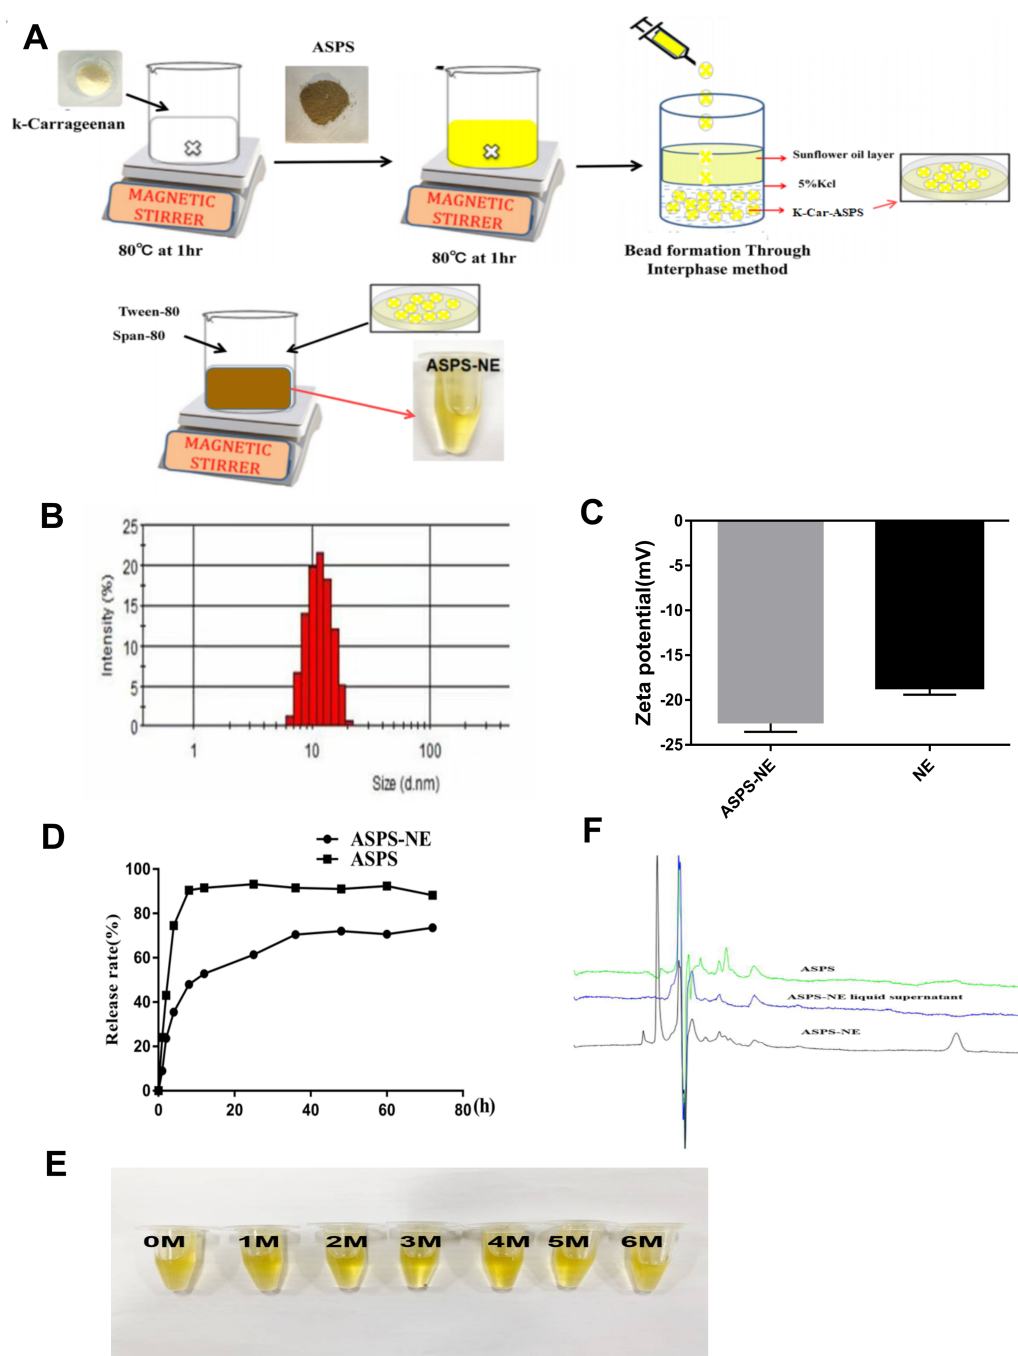 A
ASPS
k-Carrageenan
MAGNETIC
STIRRER
80℃ at 1hr
MAGNETIC
STIRRER
80℃ at 1hr
Sunflower oil layer
5%Kcl
K-Car-ASPS
Bead formation Through
Interphase method
Tween-80
Span-80
MAGNETIC
STIRRER
ASPS-NE
B
Intensity (%)
25
20
15
10
5
0
1 10 100
Size (d.nm)
C
Zeta potential(mV)
0
-5
-10
-15
-20
-25
ASPS-NE
NE
D
ASPS-NE
ASPS
Release rate(%)
100
80
60
40
20
0
0 20 40 60 80 (h)
F
ASPS
ASPS-NE liquid supernatant
ASPS-NE
E
0M 1M 2M 3M 4M 5M 6M